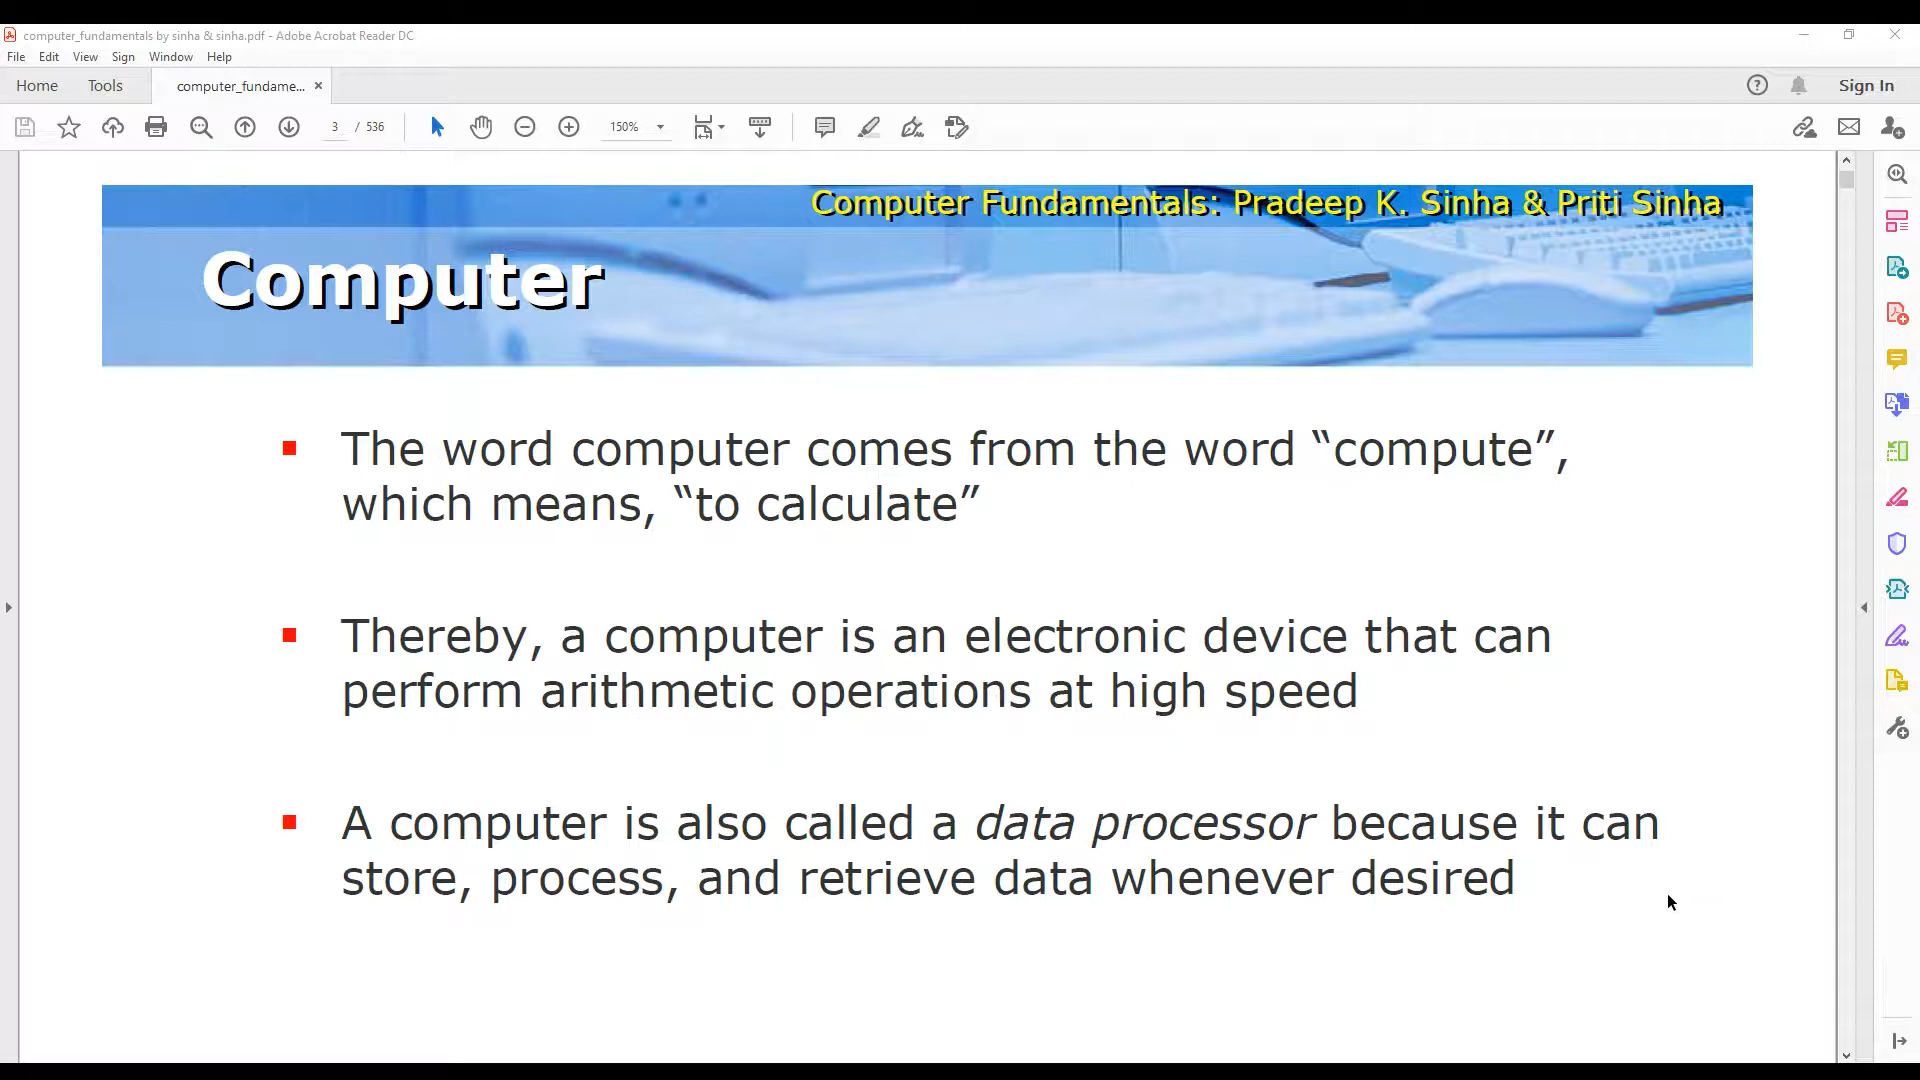 computer_fundamentals by sinha & sinha.pdf - Adobe Acrobat Reader DC
File Edit View Sign Window Help
Home Tools computer_fundame... × Sign In
3 / 536 150%
Computer Fundamentals: Pradeep K. Sinha & Priti Sinha
Computer
The word computer comes from the word “compute”,
which means, “to calculate”
Thereby, a computer is an electronic device that can
perform arithmetic operations at high speed
A computer is also called a data processor because it can
store, process, and retrieve data whenever desired